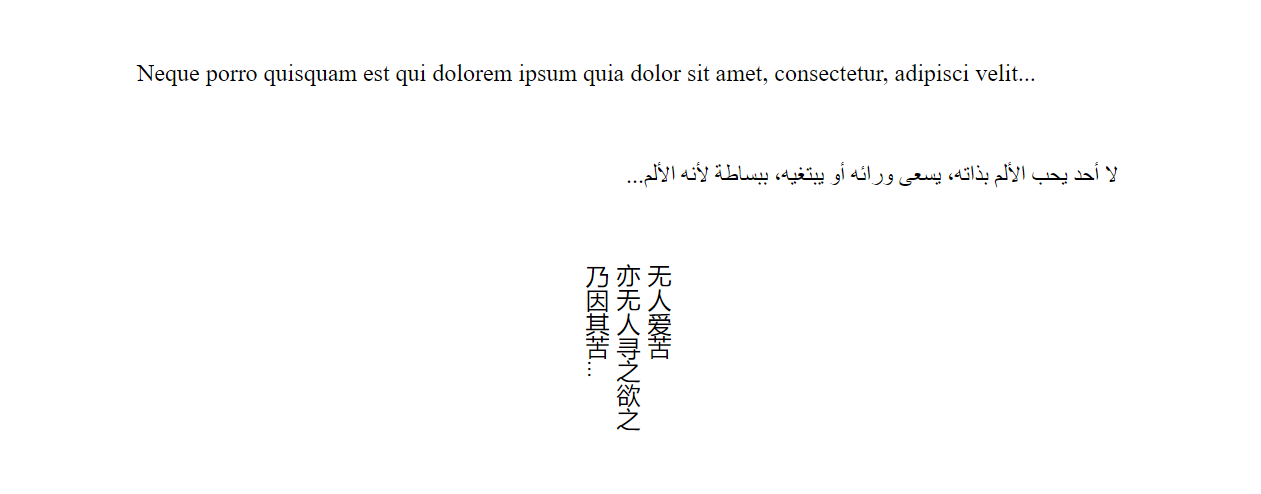 Neque porro quisquam est qui dolorem ipsum quia dolor sit amet, consectetur, adipisci velit...
لا أحد يحب الألم بذاته، يسعى ورائه أو يبتغيه، ببساطة لأنه الألم...
无人爱苦
亦无人寻之欲之
乃因其苦...